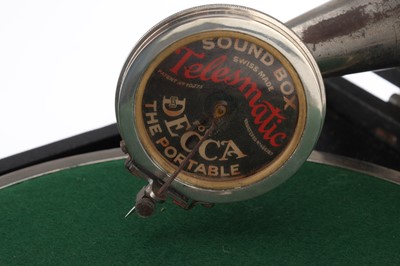 SOUND BOX
SWISS MADE
Telesmatic
DECCA
THE PORTABLE